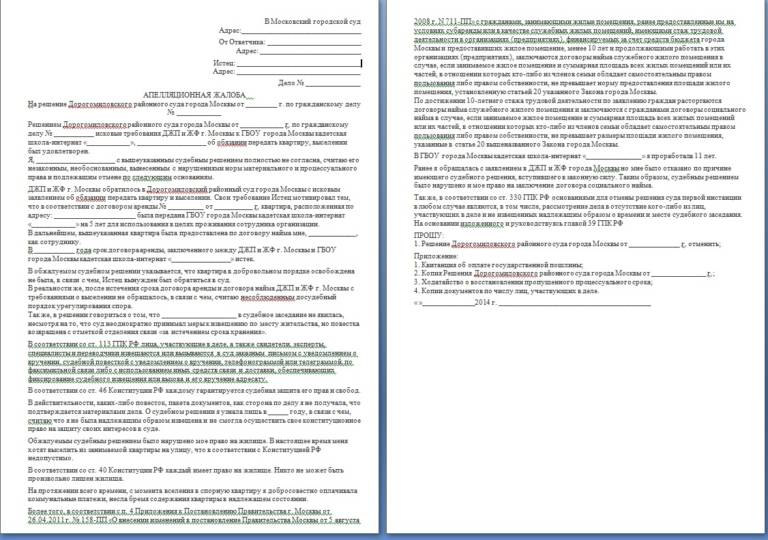 В Московский городской суд
Адрес:
От Ответчика:
Адрес:
Истец:
Адрес:
Дело №
АПЕЛЛЯЦИОННАЯ ЖАЛОБА
На решение Дорогомиловского районного суда города Москвы от ________ г. по гражданскому делу
№ ________
Решением Дорогомиловского районного суда города Москвы от ________ г. по гражданскому
делу № ________ исковые требования ДЖП и ЖФ г. Москвы к ГБОУ города Москвы кадетская
школа-интернат «________», ________ об обязании передать квартиру, выселении
был удовлетворен.
Я, ________ с вышеуказанным судебным решением полностью не согласна, считаю его
незаконным, необоснованным, вынесенным с нарушениями норм материального и процессуального
права и подлежащим отмене по следующим основаниям.
ДЖП и ЖФ г. Москвы обратилось в Дорогомиловский районный суд города Москвы с исковым
заявлением об обязании передать квартиру и выселении. Свои требование Истец мотивировал тем,
что в соответствии с договором аренды № ________ от ________ г. квартира, расположенная по
адресу: ________ была передана ГБОУ города Москвы кадетская школа-интернат
«________» на 5 лет для использования в целях проживания сотрудника организации.
В дальнейшем, вышеуказанная квартира была предоставлена по договору найма мне, ________,
как сотруднику.
В ________ года срок договора аренды, заключенного между ДЖП и ЖФ г. Москвы и ГБОУ
города Москвы кадетская школа-интернат «________» истек.
В обжалуемом судебном решении указывается, что квартира в добровольном порядке освобождена
не была, в связи с чем, Истец вынужден был обратиться в суд.
В реальности же, после истечения срока договора аренды и договора найма ДЖП и ЖФ г. Москвы с
требованиями о выселении не обращалось, в связи с чем, считаю несоблюденным досудебный
порядок урегулирования спора.
Также, в решении говориться о том, что ________ в судебное заседание не явилась,
несмотря на то, что суд неоднократно принимал меры к извещению по месту жительства, но повестка
возвращена с отметкой отделения связи «за истечением срока хранения».
В соответствии со ст. 113 ГПК РФ лица, участвующие в деле, а также свидетели, эксперты,
специалисты и переводчики извещаются или вызываются в суд заказным письмом с уведомлением о
вручении, судебной повесткой с уведомлением о вручении, телефонограммой или телеграммой, по
факсимильной связи либо с использованием иных средств связи и доставки, обеспечивающих
фиксирование судебного извещения или вызова и его вручение адресату.
В соответствии со ст. 46 Конституции РФ каждому гарантируется судебная защита его прав и свобод.
В действительности, каких-либо повесток, пакета документов, как сторона по делу я не получала, что
подтверждается материалами дела. О судебном решении я узнала лишь в ________ году, в связи с чем,
считаю что я не была надлежащим образом извещена и не смогла осуществить свое конституционное
право на защиту своих интересов в суде.
Обжалуемым судебным решением было нарушено мое право на жилище. В настоящее время меня
хотят выселить из занимаемой квартиры на улицу, что в соответствии с Конституцией РФ
недопустимо.
В соответствии со ст. 40 Конституции РФ каждый имеет право на жилище. Никто не может быть
произвольно лишен жилища.
На протяжении всего времени, с момента вселения в спорную квартиру я добросовестно оплачивала
коммунальные платежи, несла бремя содержания квартиры в надлежащем состоянии.
Более того, в соответствии с п. 4 Приложения к Постановлению Правительства г. Москвы от
26.04.2011г. № 158-ПП «О внесении изменений в постановление Правительства Москвы от 5 августа
2008 г. N 711-ПП» с гражданами, занимающими жилые помещения, ранее предоставленные им на
условиях субаренды или в качестве служебных жилых помещений, имеющими стаж трудовой
деятельности в организациях (предприятиях), финансируемых за счет средств бюджета города
Москвы и предоставивших жилое помещение, менее 10 лет и продолжающими работать в этих
организациях (предприятиях), заключаются договоры найма служебного жилого помещения в
случае, если занимаемое жилое помещение и суммарная площадь всех жилых помещений или их
частей, в отношении которых кто-либо из членов семьи обладает самостоятельным правом
пользования либо правом собственности, не превышает норму предоставления площади жилого
помещения, установленную статьей 20 указанного Закона города Москвы.
По достижении 10-летнего стажа трудовой деятельности по заявлению граждан расторгаются
договоры найма служебного жилого помещения и заключаются с гражданами договоры социального
найма в случае, если занимаемое жилое помещение и суммарная площадь всех жилых помещений
или их частей, в отношении которых кто-либо из членов семьи обладает самостоятельным правом
пользования либо правом собственности, не превышает размеры площади жилого помещения,
указанные в статье 20 вышеназванного Закона города Москвы.
В ГБОУ города Москвы кадетская школа-интернат «________» я проработала 11 лет.
Ранее я обращалась с заявлением в ДЖП и ЖФ города Москвы но мне было отказано по причине
имеющего судебного решения, вступившего в законную силу. Таким образом, судебным решением
было нарушено и мое право на заключение договора социального найма.
Также, в соответствии со ст. 330 ГПК РФ основаниями для отмены решения суда первой инстанции
в любом случае являются, в том числе, рассмотрение дела в отсутствие кого-либо из лиц,
участвующих в деле и не извещенных надлежащим образом о времени и месте судебного заседания.
На основании изложенного и руководствуясь главой 39 ГПК РФ
ПРОШУ:
1. Решение Дорогомиловского районного суда города Москвы от ________ г. отменить;
Приложение:
1. Квитанция об оплате государственной пошлины;
2. Копия Решения Дорогомиловского районного суда города Москвы от ________ г. ;
3. Ходатайство о восстановлении пропущенного процессуального срока;
4. Копии документов по числу лиц, участвующих в деле.
« »________2014 г. ________